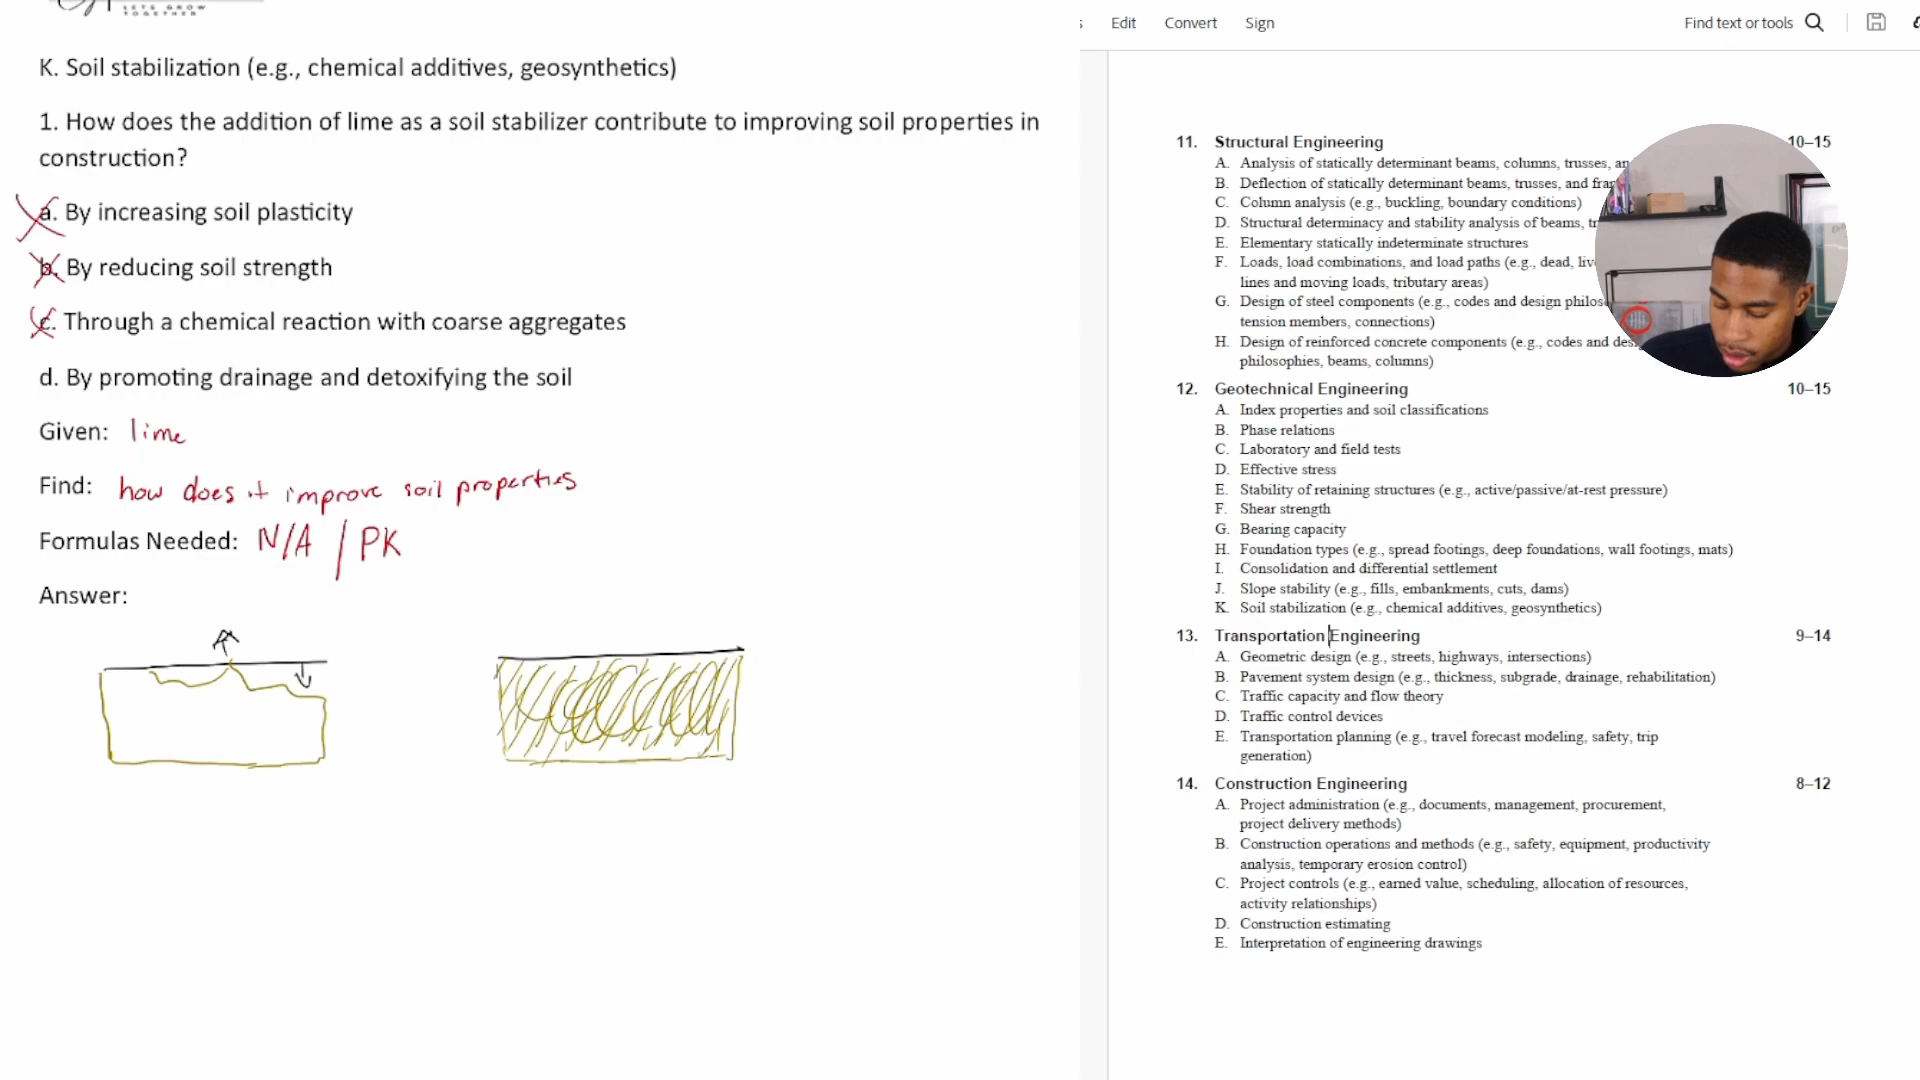 LETS GROW
TOGETHER
K. Soil stabilization (e.g., chemical additives, geosynthetics)
1. How does the addition of lime as a soil stabilizer contribute to improving soil properties in
construction?
a. By increasing soil plasticity
b. By reducing soil strength
c. Through a chemical reaction with coarse aggregates
d. By promoting drainage and detoxifying the soil
Given: lime
Find: how does it improve soil properties
Formulas Needed: N/A / PK
Answer:
Edit Convert Sign
Find text or tools
11. Structural Engineering 10–15
A. Analysis of statically determinant beams, columns, trusses, an
B. Deflection of statically determinant beams, trusses, and fra
C. Column analysis (e.g., buckling, boundary conditions)
D. Structural determinacy and stability analysis of beams, tr
E. Elementary statically indeterminate structures
F. Loads, load combinations, and load paths (e.g., dead, liv
lines and moving loads, tributary areas)
G. Design of steel components (e.g., codes and design philos
tension members, connections)
H. Design of reinforced concrete components (e.g., codes and des
philosophies, beams, columns)
12. Geotechnical Engineering 10–15
A. Index properties and soil classifications
B. Phase relations
C. Laboratory and field tests
D. Effective stress
E. Stability of retaining structures (e.g., active/passive/at-rest pressure)
F. Shear strength
G. Bearing capacity
H. Foundation types (e.g., spread footings, deep foundations, wall footings, mats)
I. Consolidation and differential settlement
J. Slope stability (e.g., fills, embankments, cuts, dams)
K. Soil stabilization (e.g., chemical additives, geosynthetics)
13. Transportation Engineering 9–14
A. Geometric design (e.g., streets, highways, intersections)
B. Pavement system design (e.g., thickness, subgrade, drainage, rehabilitation)
C. Traffic capacity and flow theory
D. Traffic control devices
E. Transportation planning (e.g., travel forecast modeling, safety, trip
generation)
14. Construction Engineering 8–12
A. Project administration (e.g., documents, management, procurement,
project delivery methods)
B. Construction operations and methods (e.g., safety, equipment, productivity
analysis, temporary erosion control)
C. Project controls (e.g., earned value, scheduling, allocation of resources,
activity relationships)
D. Construction estimating
E. Interpretation of engineering drawings